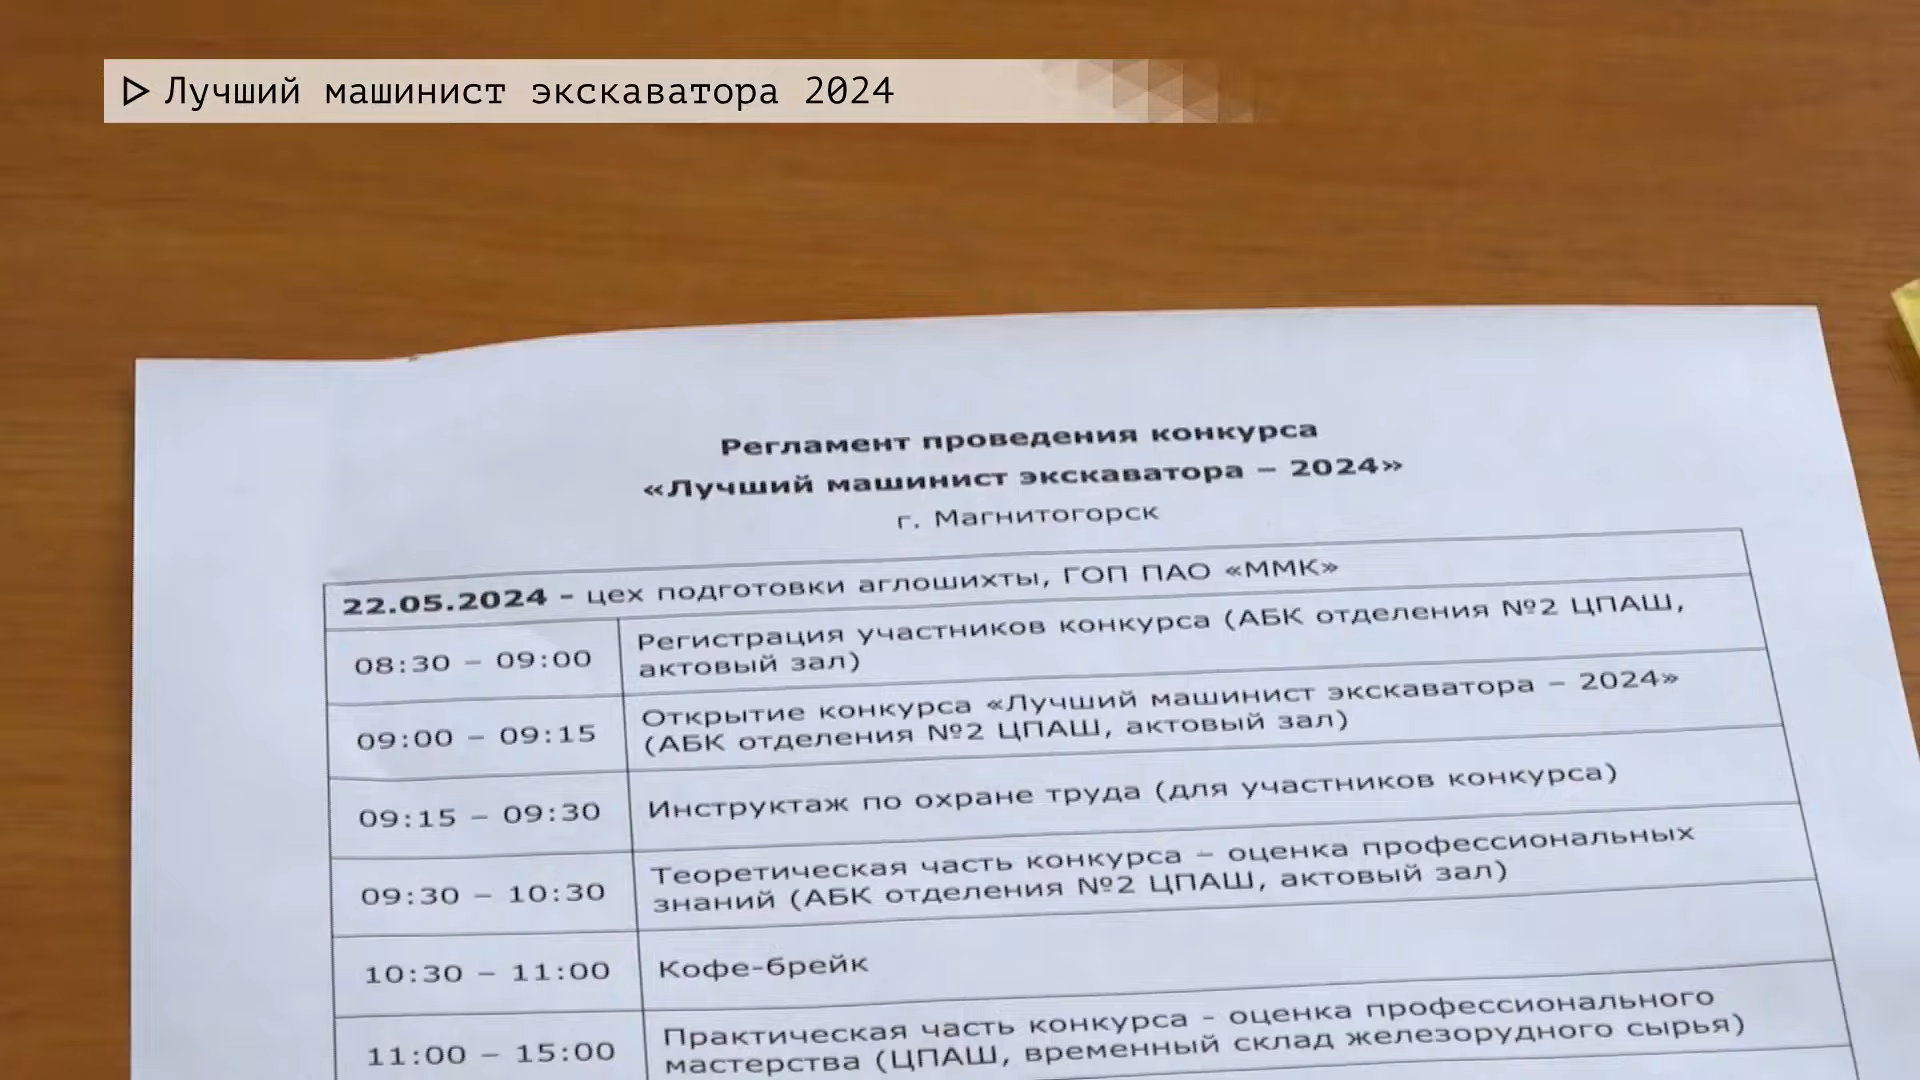 Лучший машинист экскаватора 2024
Регламент проведения конкурса
«Лучший машинист экскаватора – 2024»
г. Магнитогорск
22.05.2024 – цех подготовки аглошихты, ГОП ПАО «ММК»
08:30 – 09:00
Регистрация участников конкурса (АБК отделения №2 ЦПАШ,
актовый зал)
09:00 – 09:15
Открытие конкурса «Лучший машинист экскаватора – 2024»
(АБК отделения №2 ЦПАШ, актовый зал)
09:15 – 09:30
Инструктаж по охране труда (для участников конкурса)
09:30 – 10:30
Теоретическая часть конкурса – оценка профессиональных
знаний (АБК отделения №2 ЦПАШ, актовый зал)
10:30 – 11:00
Кофе-брейк
11:00 – 15:00
Практическая часть конкурса - оценка профессионального
мастерства (ЦПАШ, временный склад железорудного сырья)